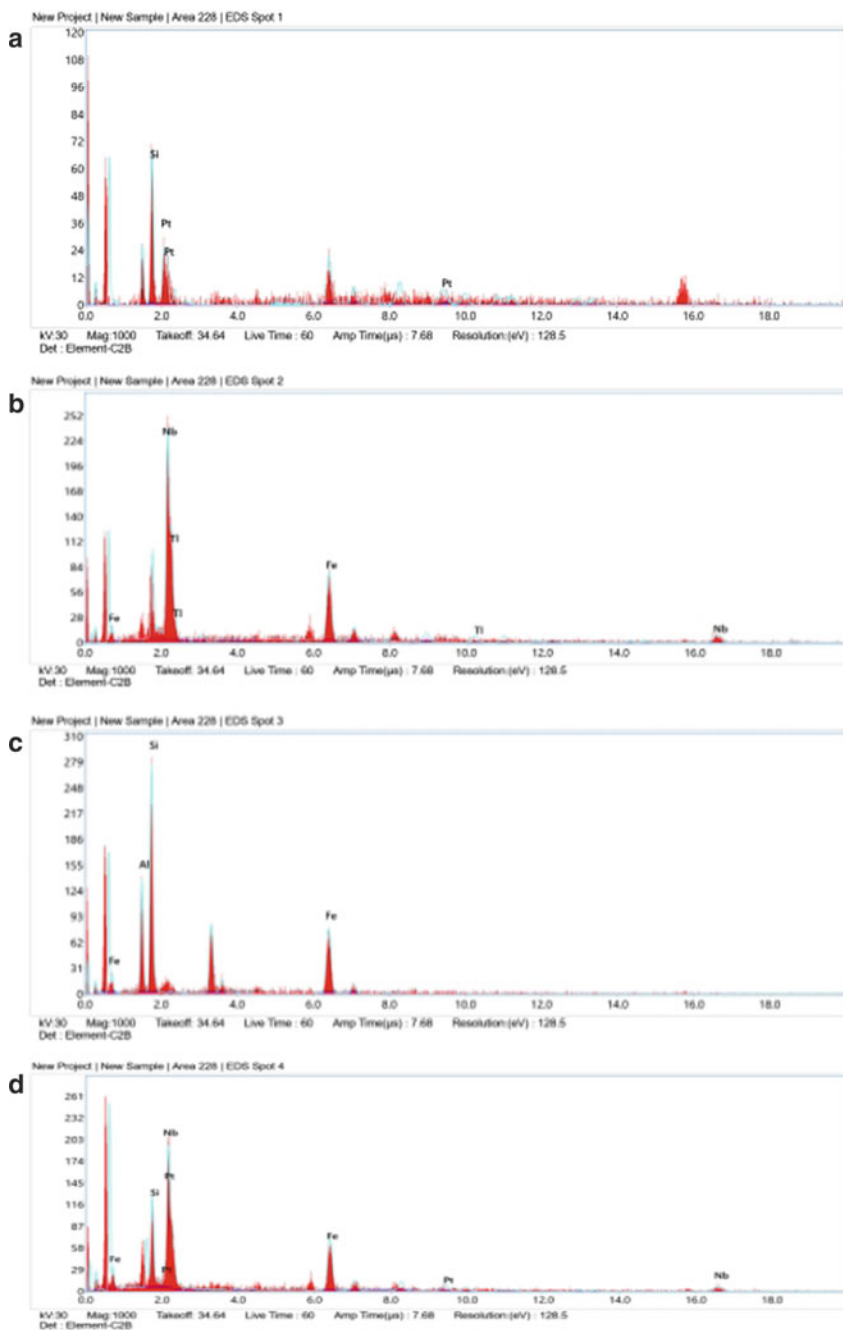 New Project | New Sample | Area 228 | EDS Spot 1
a
120
108
96
84
72
60
48
36
24
12
0
Si
Pt
Pt
Pt
0.0 2.0 4.0 6.0 8.0 10.0 12.0 14.0 16.0 18.0
kV:30 Mag:1000 Takeoff: 34.64 Live Time : 60 Amp Time(µs) : 7.68 Resolution:(eV) : 128.5
Det : Element-C2B
New Project | New Sample | Area 228 | EDS Spot 2
b
252
224
196
168
140
112
84
56
28
0
Nb
Tl
Tl
Fe
Fe
Tl
Nb
0.0 2.0 4.0 6.0 8.0 10.0 12.0 14.0 16.0 18.0
kV:30 Mag:1000 Takeoff: 34.64 Live Time : 60 Amp Time(µs) : 7.68 Resolution:(eV) : 128.5
Det : Element-C2B
New Project | New Sample | Area 228 | EDS Spot 3
c
310
279
248
217
186
155
124
93
62
31
0
Si
Al
Fe
Fe
0.0 2.0 4.0 6.0 8.0 10.0 12.0 14.0 16.0 18.0
kV:30 Mag:1000 Takeoff: 34.64 Live Time : 60 Amp Time(µs) : 7.68 Resolution:(eV) : 128.5
Det : Element-C2B
New Project | New Sample | Area 228 | EDS Spot 4
d
261
232
203
174
145
116
87
58
29
0
Nb
Pt
Si
Fe
Pt
Fe
Pt
Nb
0.0 2.0 4.0 6.0 8.0 10.0 12.0 14.0 16.0 18.0
kV:30 Mag:1000 Takeoff: 34.64 Live Time : 60 Amp Time(µs) : 7.68 Resolution:(eV) : 128.5
Det : Element-C2B